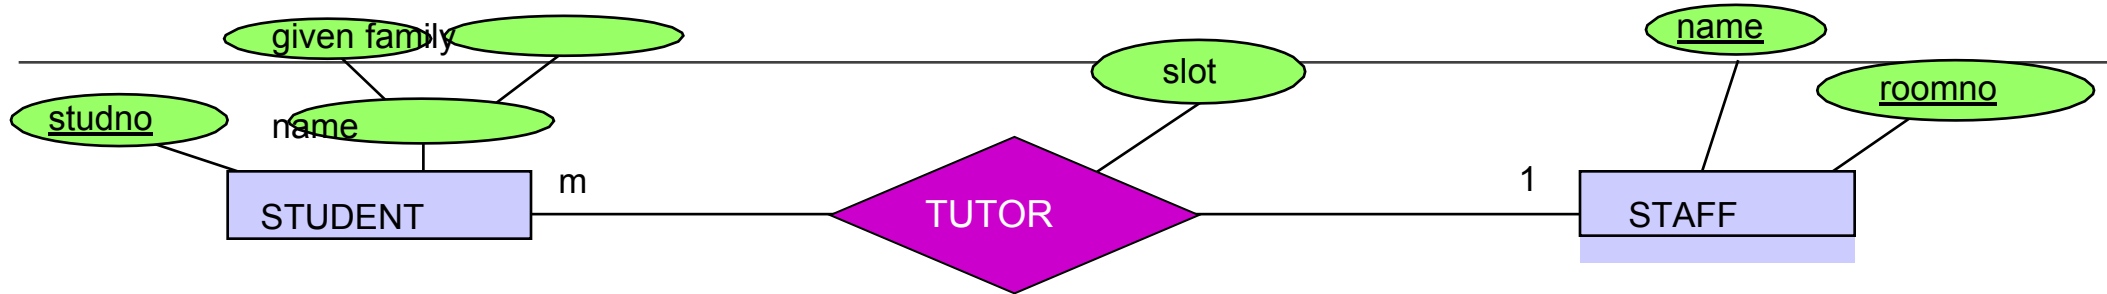 given family
name
slot
roomno
studno
name
m
1
STUDENT
TUTOR
STAFF